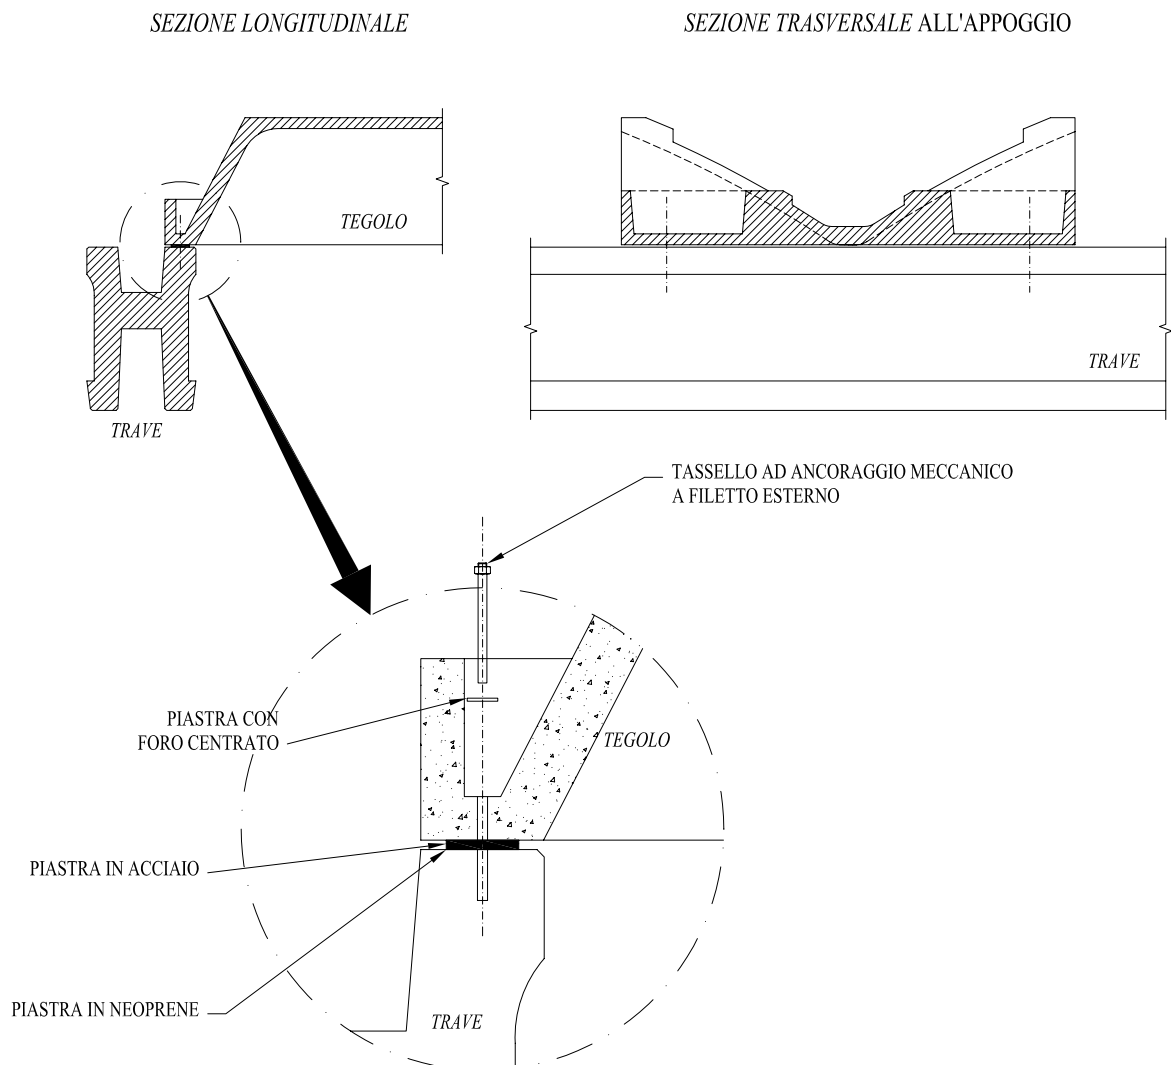 SEZIONE LONGITUDINALE
SEZIONE TRASVERSALE ALL'APPOGGIO
TEGOLO
TRAVE
TRAVE
TASSELLO AD ANCORAGGIO MECCANICO
A FILETTO ESTERNO
PIASTRA CON
FORO CENTRATO
TEGOLO
PIASTRA IN ACCIAIO
PIASTRA IN NEOPRENE
TRAVE